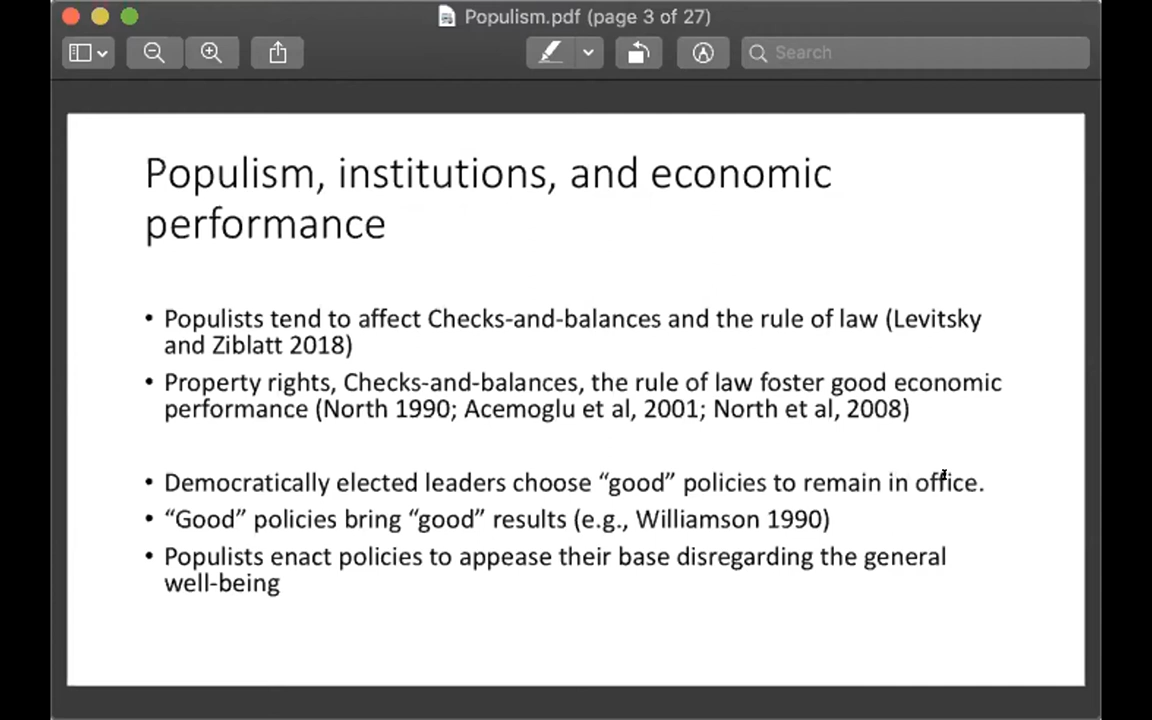 Populism.pdf (page 3 of 27)
Search
Populism, institutions, and economic
performance
• Populists tend to affect Checks-and-balances and the rule of law (Levitsky
and Ziblatt 2018)
• Property rights, Checks-and-balances, the rule of law foster good economic
performance (North 1990; Acemoglu et al, 2001; North et al, 2008)
• Democratically elected leaders choose “good” policies to remain in office.
• “Good” policies bring “good” results (e.g., Williamson 1990)
• Populists enact policies to appease their base disregarding the general
well-being